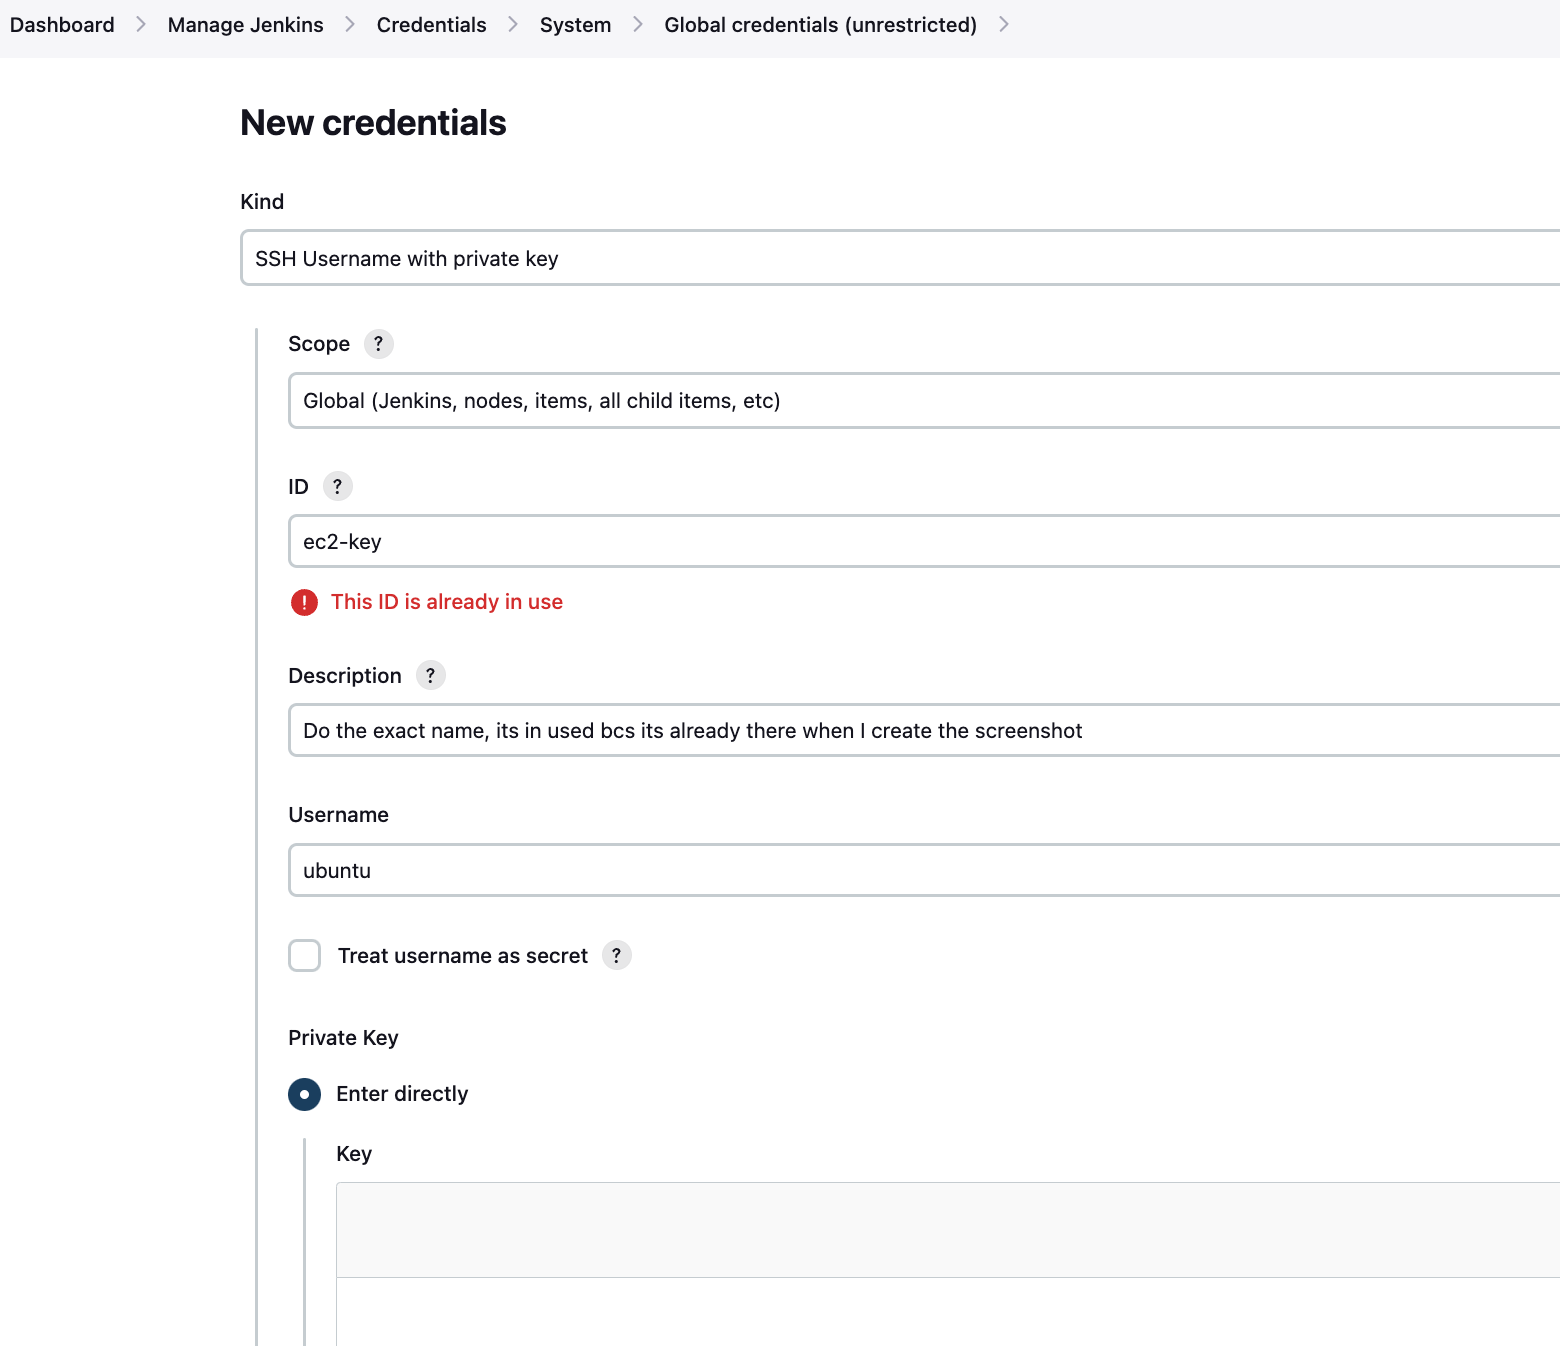 Dashboard > Manage Jenkins > Credentials > System > Global credentials (unrestricted) >
New credentials
Kind
SSH Username with private key
Scope ?
Global (Jenkins, nodes, items, all child items, etc)
ID ?
ec2-key
! This ID is already in use
Description ?
Do the exact name, its in used bcs its already there when I create the screenshot
Username
ubuntu
Treat username as secret ?
Private Key
Enter directly
Key